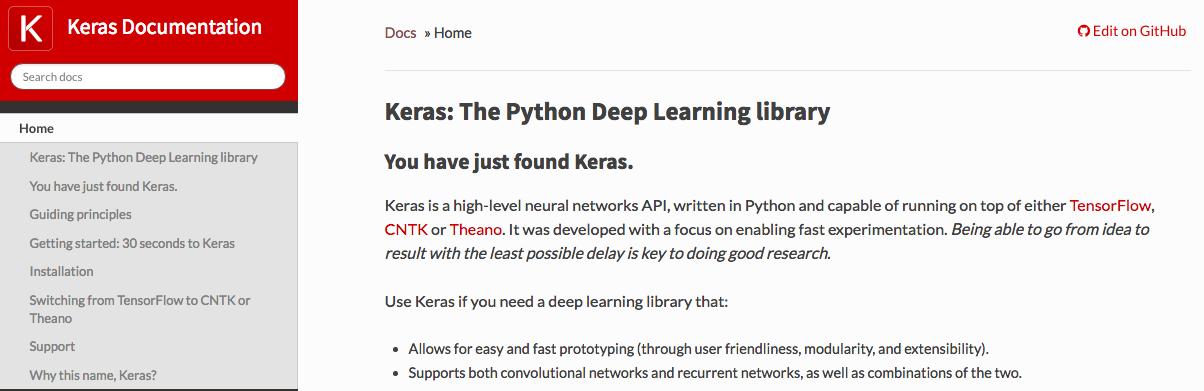 K
Keras Documentation
Search docs
Home
Keras: The Python Deep Learning library
You have just found Keras.
Guiding principles
Getting started: 30 seconds to Keras
Installation
Switching from TensorFlow to CNTK or
Theano
Support
Why this name, Keras?
Docs » Home
Edit on GitHub
Keras: The Python Deep Learning library
You have just found Keras.
Keras is a high-level neural networks API, written in Python and capable of running on top of either TensorFlow,
CNTK or Theano. It was developed with a focus on enabling fast experimentation. Being able to go from idea to
result with the least possible delay is key to doing good research.
Use Keras if you need a deep learning library that:
• Allows for easy and fast prototyping (through user friendliness, modularity, and extensibility).
• Supports both convolutional networks and recurrent networks, as well as combinations of the two.